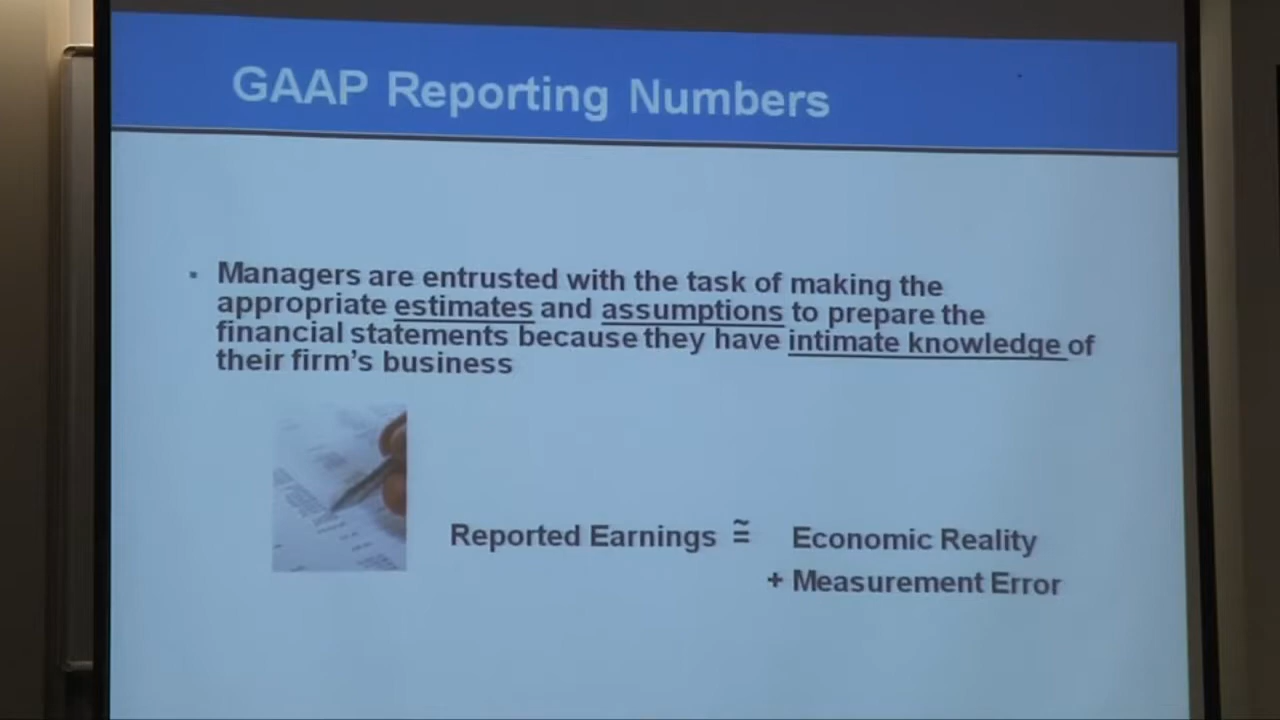 GAAP Reporting Numbers
▪ Managers are entrusted with the task of making the
appropriate estimates and assumptions to prepare the
financial statements because they have intimate knowledge of
their firm’s business
Reported Earnings ≅ Economic Reality
+ Measurement Error